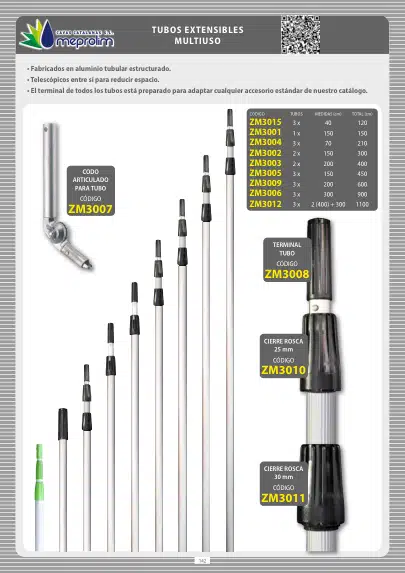 CAYAS CATALANAS S.L.
meprolim
TUBOS EXTENSIBLES
MULTIUSO
• Fabricados en aluminio tubular estructurado.
• Telescópicos entre si para reducir espacio.
• El terminal de todos los tubos está preparado para adaptar cualquier accesorio estándar de nuestro catálogo.
CÓDIGO TUBOS MEDIDAS (cm) TOTAL (cm)
ZM3015 3 x 40 120
ZM3001 1 x 150 150
ZM3004 3 x 70 210
ZM3002 2 x 150 300
ZM3003 2 x 200 400
ZM3005 3 x 150 450
ZM3009 3 x 200 600
ZM3006 3 x 300 900
ZM3012 3 x 2 (400) + 300 1100
CODO
ARTICULADO
PARA TUBO
CÓDIGO
ZM3007
TERMINAL
TUBO
CÓDIGO
ZM3008
CIERRE ROSCA
25 mm
CÓDIGO
ZM3010
CIERRE ROSCA
30 mm
CÓDIGO
ZM3011
142